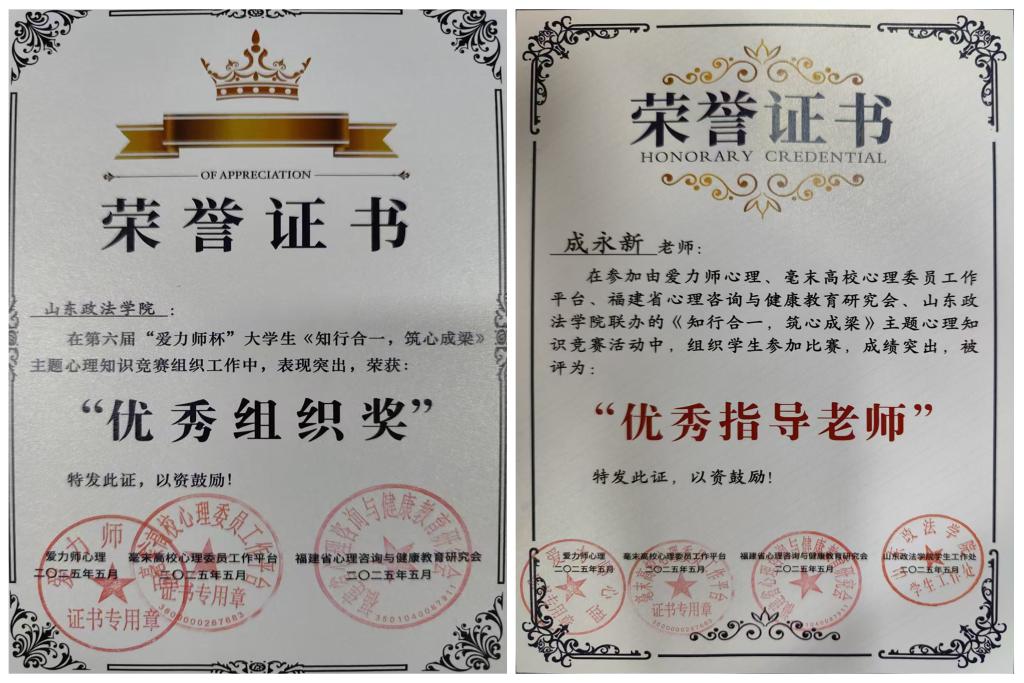 OF APPRECIATION
荣誉证书
山东政法学院：
在第六届“爱力师杯”大学生《知行合一，筑心成梁》
主题心理知识竞赛组织工作中，表现突出，荣获：
“优秀组织奖”
特发此证，以资鼓励！
爱力师心理 毫末高校心理委员工作平台 福建省心理咨询与健康教育研究会
二〇二五年五月 二〇二五年五月 二〇二五年五月
证书专用章
证书专用章
荣誉证书
HONORARY CREDENTIAL
成永新 老师：
在参加由爱力师心理、毫末高校心理委员工作
平台、福建省心理咨询与健康教育研究会、山东政
法学院联办的《知行合一，筑心成梁》主题心理知
识竞赛活动中，组织学生参加比赛，成绩突出，被
评为：
“优秀指导老师”
特发此证，以资鼓励！
爱力师心理 毫末高校心理委员工作平台 福建省心理咨询与健康教育研究会 山东政法学院学生工作处
二〇二五年五月 二〇二五年五月 二〇二五年五月 二〇二五年五月
证书专用章
山东政法学院
学生工作处